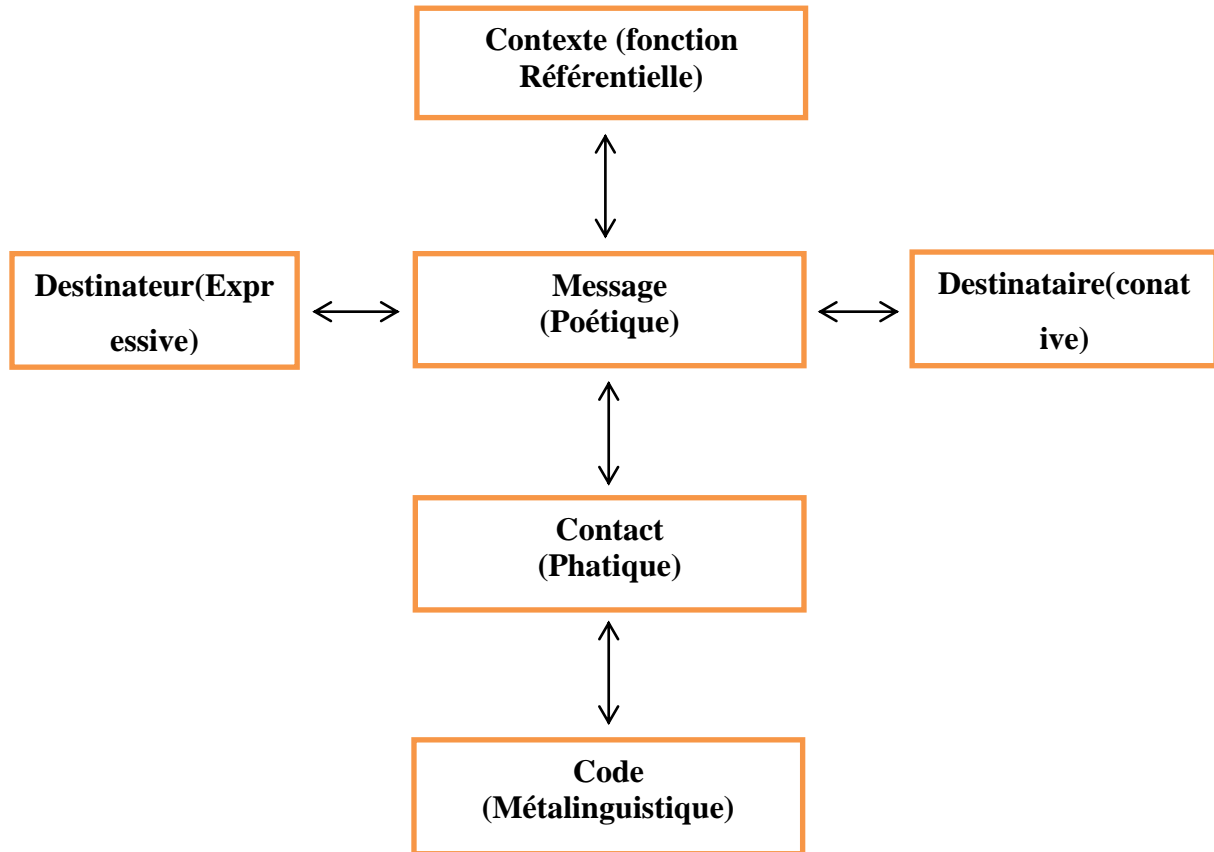 Contexte (fonction
Référentielle)
Destinateur(Expr
essive)
Message
(Poétique)
Destinataire(conat
ive)
Contact
(Phatique)
Code
(Métalinguistique)